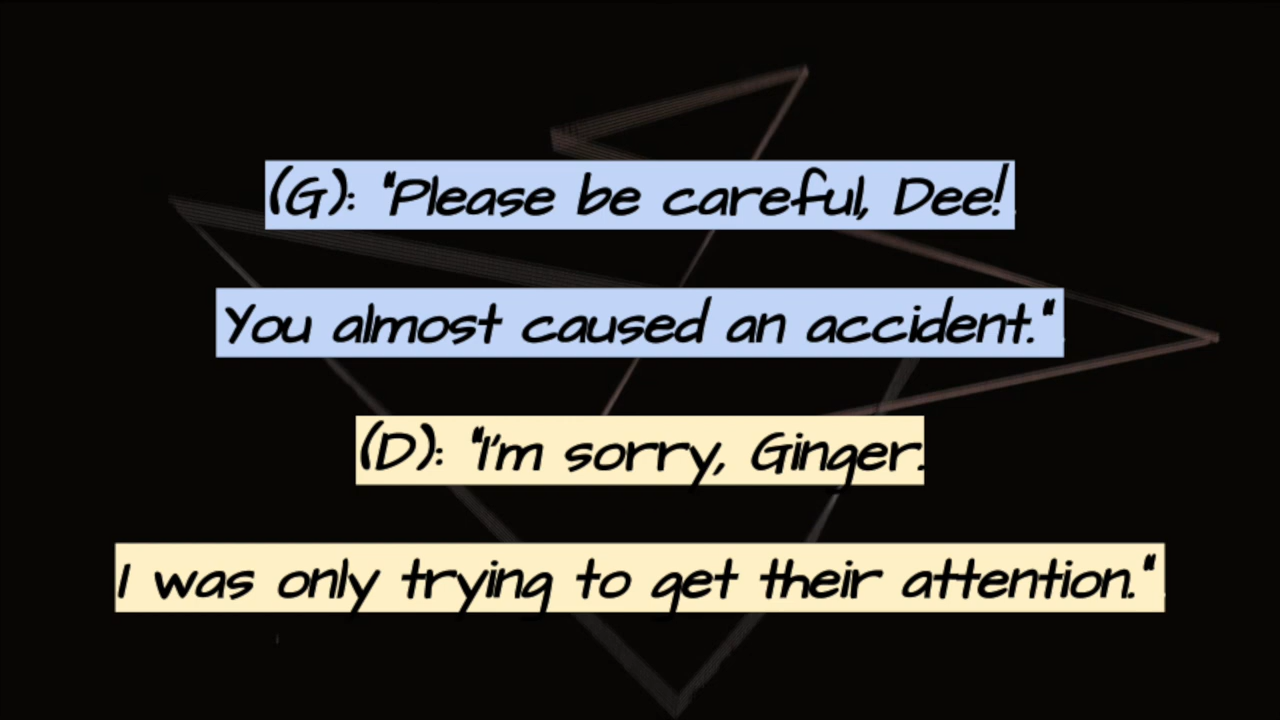 (G): "Please be careful, Dee!
You almost caused an accident."
(D): "I'm sorry, Ginger.
I was only trying to get their attention."